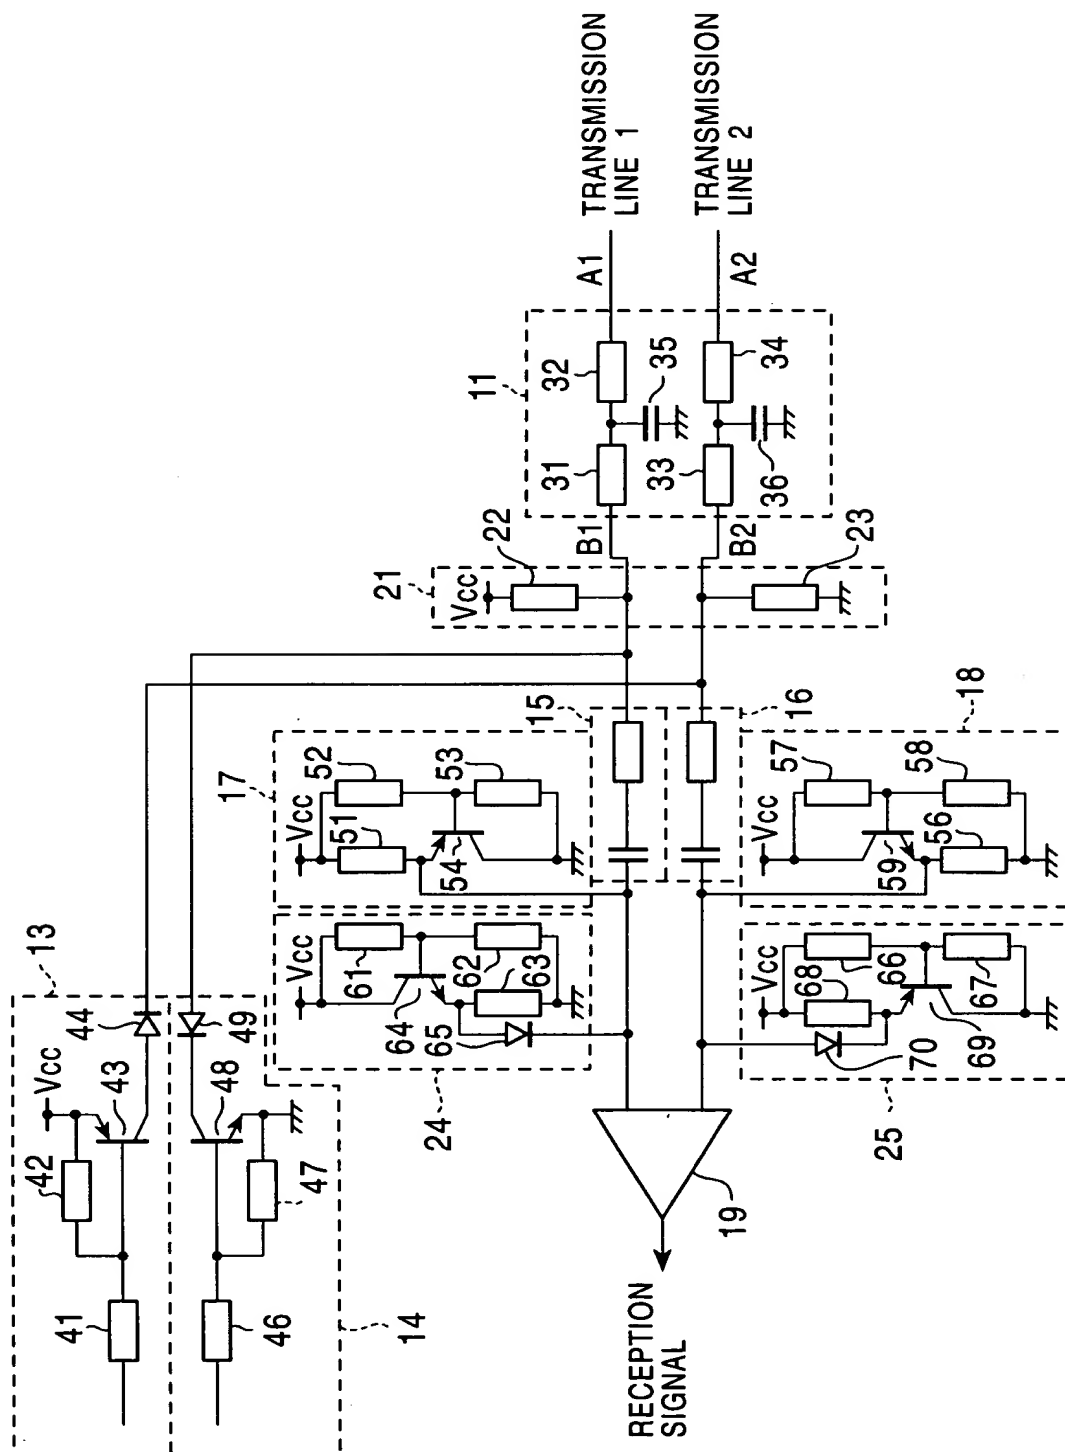 13
Vcc
42
43
44
41
48
49
47
46
14
17
Vcc
52
51
53
54
15
24
Vcc
61
62
63
64
65
16
18
Vcc
57
58
56
59
25
Vcc
68
66
67
69
70
19
RECEPTION
SIGNAL
21
Vcc
22
23
B1
B2
11
31
32
33
34
35
36
A1
A2
TRANSMISSION
LINE 1
TRANSMISSION
LINE 2